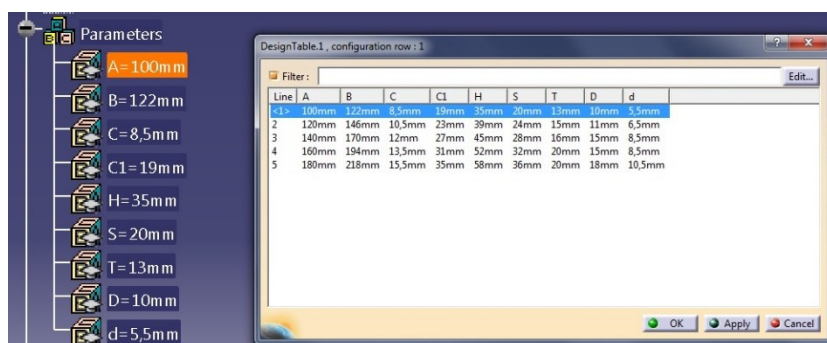 Parameters
A=100mm
B=122mm
C=8,5mm
C1=19mm
H=35mm
S=20mm
T=13mm
D=10mm
d=5,5mm
DesignTable.1 , configuration row : 1
Filter : Edit...
Line A B C C1 H S T D d
<1> 100mm 122mm 8,5mm 19mm 35mm 20mm 13mm 10mm 5,5mm
2 120mm 146mm 10,5mm 23mm 39mm 24mm 15mm 11mm 6,5mm
3 140mm 170mm 12mm 27mm 45mm 28mm 16mm 15mm 8,5mm
4 160mm 194mm 13,5mm 31mm 52mm 32mm 20mm 15mm 8,5mm
5 180mm 218mm 15,5mm 35mm 58mm 36mm 20mm 18mm 10,5mm
OK Apply Cancel